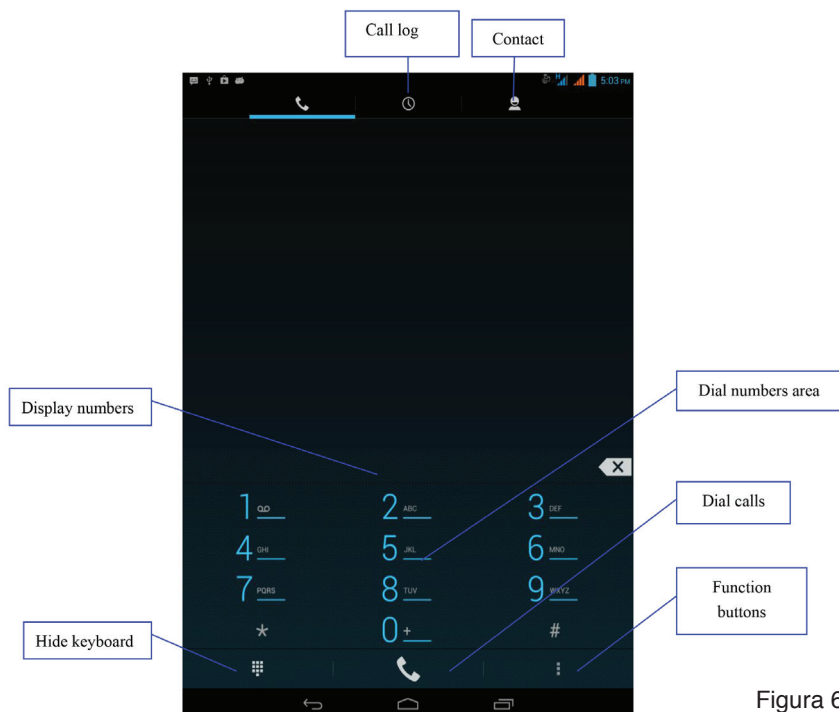 Call log
Contact
5:03 PM
H
Display numbers
Dial numbers area
1
2 ABC
3 DEF
Dial calls
4 GHI
5 JKL
6 MNO
7 PQRS
8 TUV
9 WXYZ
Function
buttons
* 0 + #
Hide keyboard
Figura 6